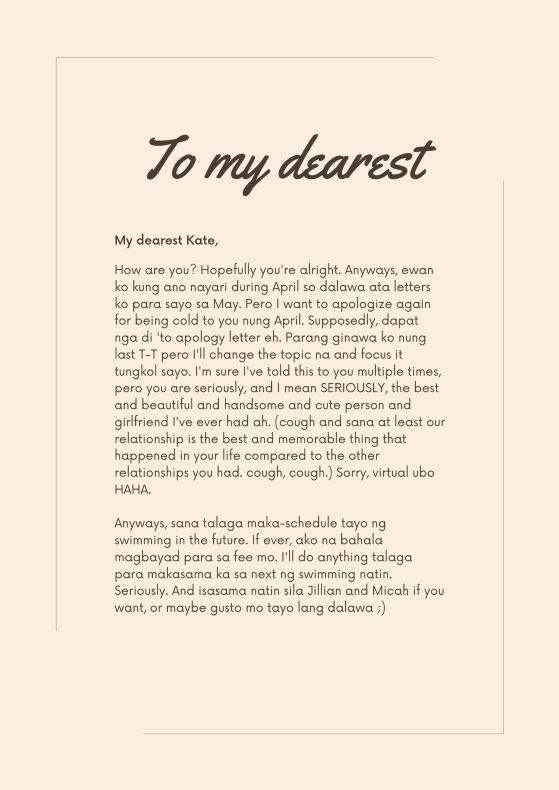 To my dearest
My dearest Kate,
How are you? Hopefully you're alright. Anyways, ewan
ko kung ano nayari during April so dalawa ata letters
ko para sayo sa May. Pero I want to apologize again
for being cold to you nung April. Supposedly, dapat
nga di 'to apology letter eh. Parang ginawa ko nung
last T-T pero I'll change the topic na and focus it
tungkol sayo. I'm sure I've told this to you multiple times,
pero you are seriously, and I mean SERIOUSLY, the best
and beautiful and handsome and cute person and
girlfriend I've ever had ah. (cough and sana at least our
relationship is the best and memorable thing that
happened in your life compared to the other
relationships you had. cough, cough.) Sorry, virtual ubo
HAHA.
Anyways, sana talaga maka-schedule tayo ng
swimming in the future. If ever, ako na bahala
magbayad para sa fee mo. I'll do anything talaga
para makasama ka sa next ng swimming natin.
Seriously. And isasama natin sila Jillian and Micah if you
want, or maybe gusto mo tayo lang dalawa ;)